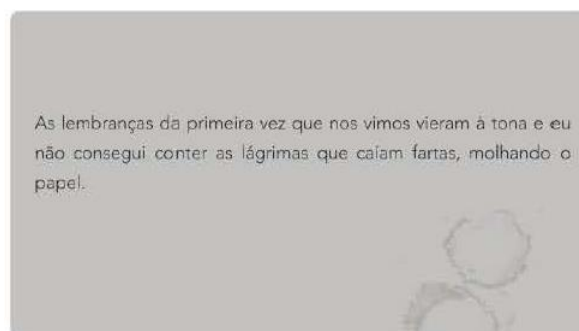 As lembranças da primeira vez que nos vimos vieram à tona e eu
não consegui conter as lágrimas que caíam fartas, molhando o
papel.